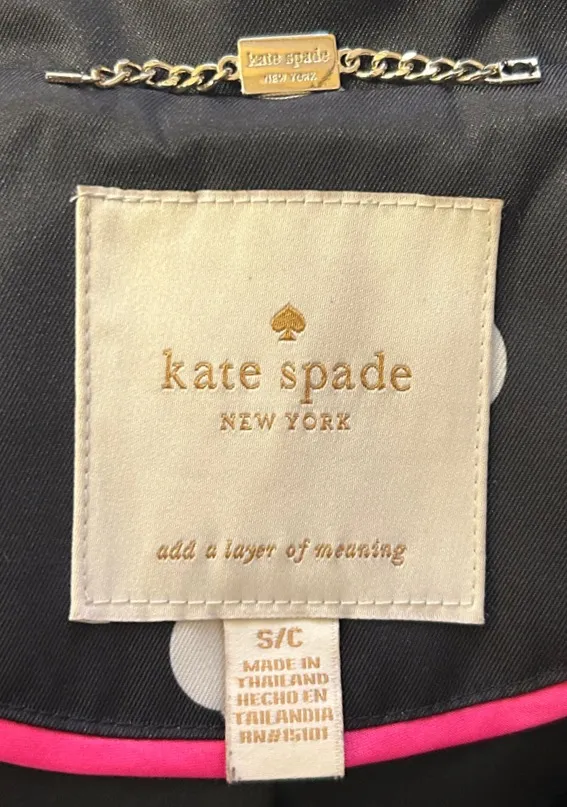 kate spade
NEW YORK
kate spade
NEW YORK
add a layer of meaning
S/C
MADE IN
THAILAND
HECHO EN
TAILANDIA
RN#15101